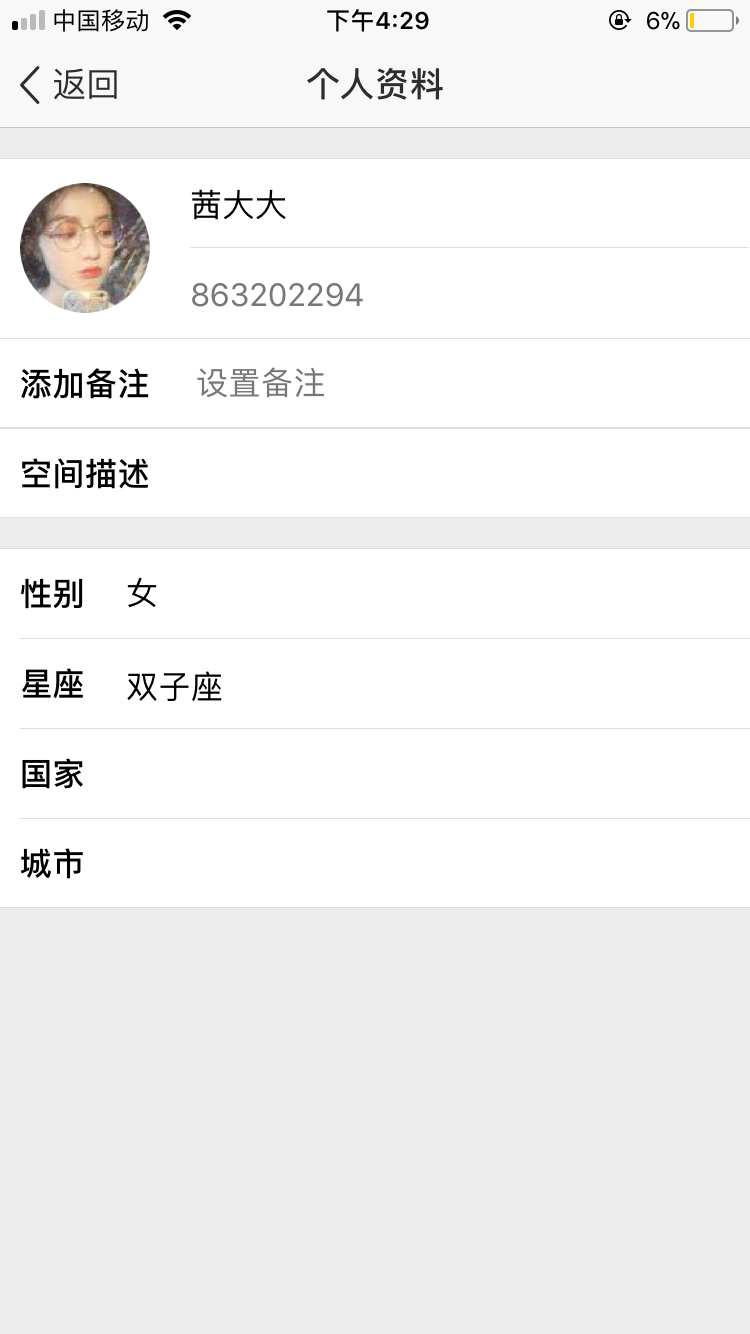 中国移动 下午4:29 6%
返回 个人资料
茜大大
863202294
添加备注 设置备注
空间描述
性别 女
星座 双子座
国家
城市